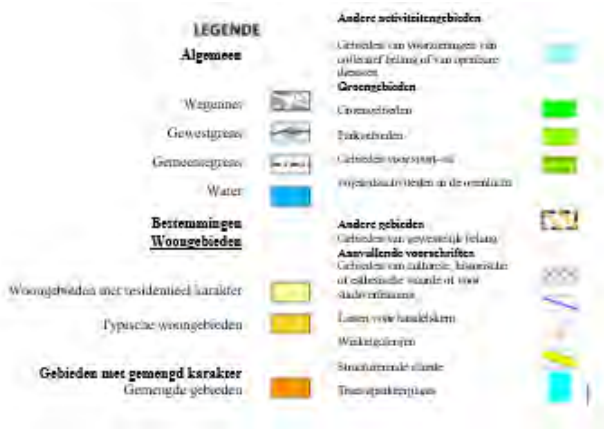 LEGENDE
Algemeen
Wegennet
Gewestgrens
Gemeentegrens
Water
Bestemmingen
Woongebieden
Woongebieden met residentieel karakter
Typische woongebieden
Gebieden met gemengd karakter
Gemengde gebieden
Andere activiteitengebieden
Gebieden van voorzieningen van
collectief belang of van openbare
diensten
Groengebieden
Groengebieden
Parkgebieden
Gebieden voor sport- of
vrijetijdsactiviteiten in de openlucht
Andere gebieden
Gebieden van gewestelijk belang
Aanvullende voorschriften
Gebieden van culturele, historische
of esthetische waarde of voor
stadsverfraaiing
Linten voor handelskern
Winkelgalerijen
Structurerende ruimte
Transitparkeerplaats